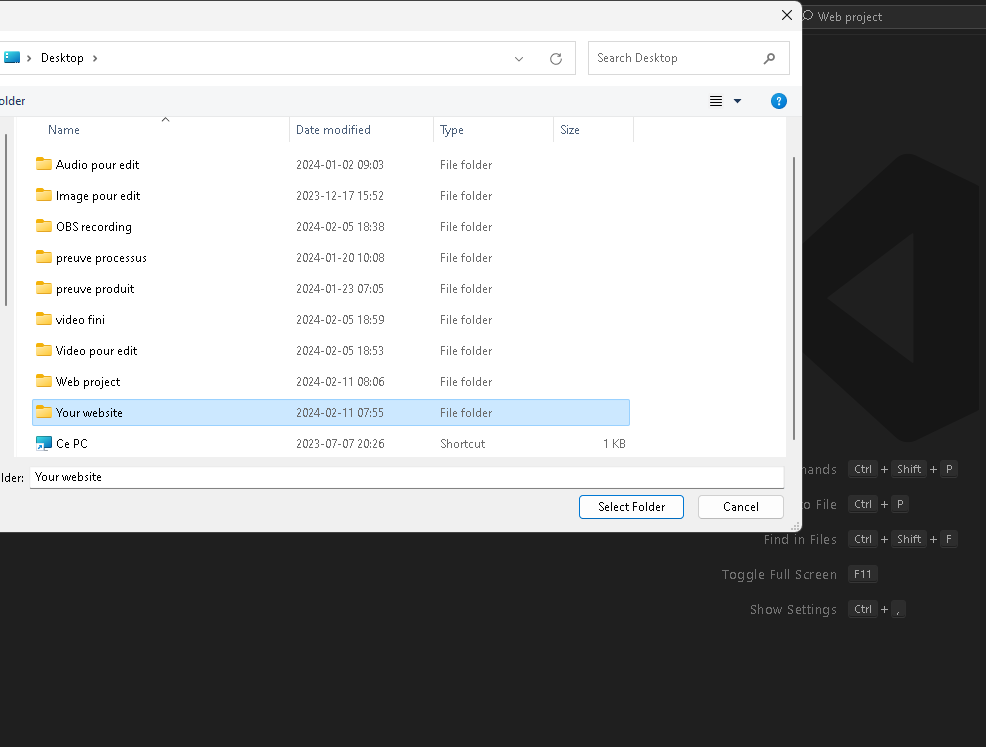 Web project
Desktop
Search Desktop
older
?
Name Date modified Type Size
Audio pour edit 2024-01-02 09:03 File folder
Image pour edit 2023-12-17 15:52 File folder
OBS recording 2024-02-05 18:38 File folder
preuve processus 2024-01-20 10:08 File folder
preuve produit 2024-01-23 07:05 File folder
video fini 2024-02-05 18:59 File folder
Video pour edit 2024-02-05 18:53 File folder
Web project 2024-02-11 08:06 File folder
Your website 2024-02-11 07:55 File folder
Ce PC 2023-07-07 20:26 Shortcut 1 KB
lder: Your website
Select Folder Cancel
nands Ctrl + Shift + P
to File Ctrl + P
Find in Files Ctrl + Shift + F
Toggle Full Screen F11
Show Settings Ctrl + ,